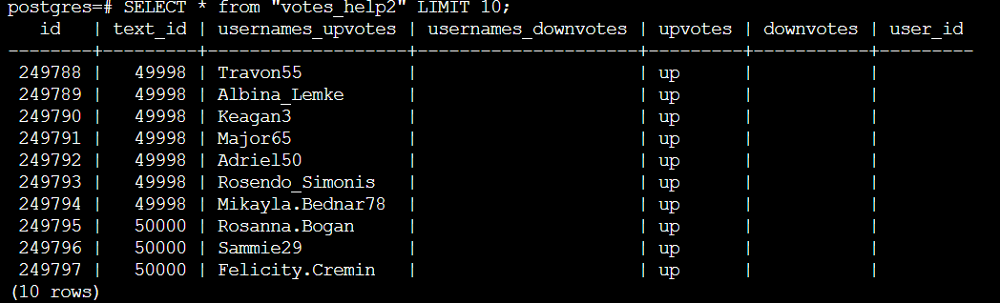 postgres=# SELECT * from "votes_help2" LIMIT 10;
   id   | text_id | usernames_upvotes | usernames_downvotes | upvotes | downvotes | user_id
--------+---------+-------------------+---------------------+---------+-----------+---------
 249788 |   49998 | Travon55          |                     | up      |           |
 249789 |   49998 | Albina_Lemke      |                     | up      |           |
 249790 |   49998 | Keagan3           |                     | up      |           |
 249791 |   49998 | Major65           |                     | up      |           |
 249792 |   49998 | Adriel50          |                     | up      |           |
 249793 |   49998 | Rosendo_Simonis   |                     | up      |           |
 249794 |   49998 | Mikayla.Bednar78  |                     | up      |           |
 249795 |   50000 | Rosanna.Bogan     |                     | up      |           |
 249796 |   50000 | Sammie29          |                     | up      |           |
 249797 |   50000 | Felicity.Cremin   |                     | up      |           |
(10 rows)